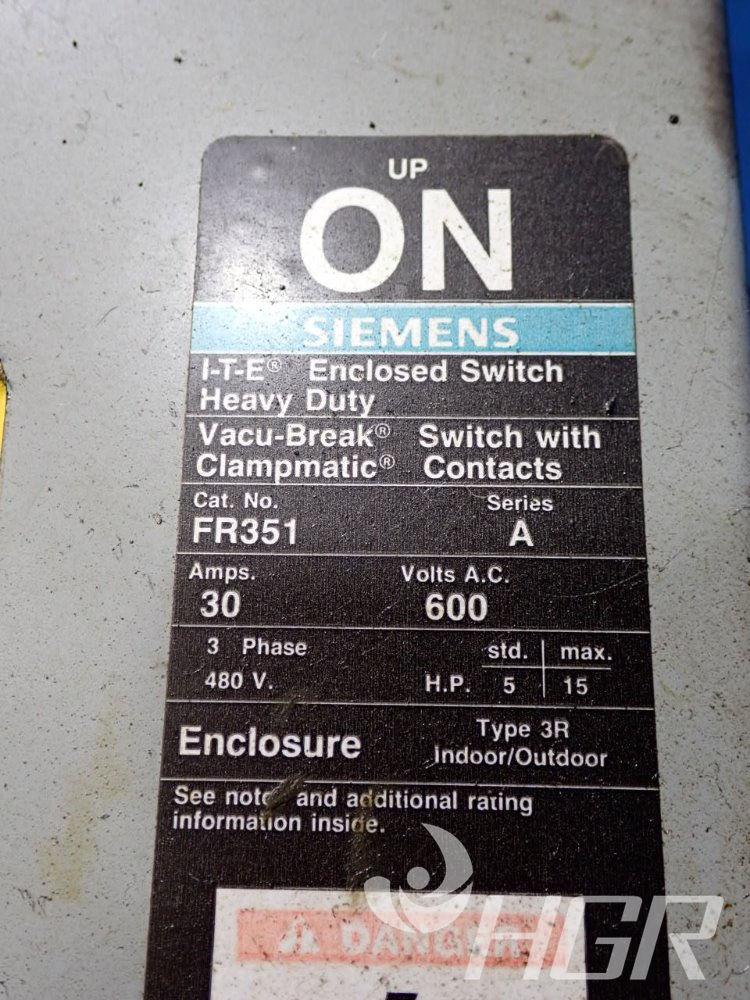 UP
ON
SIEMENS
I-T-E® Enclosed Switch
Heavy Duty
Vacu-Break® Switch with
Clampmatic® Contacts
Cat. No. Series
FR351 A
Amps. Volts A.C.
30 600
3 Phase std. max.
480 V. H.P. 5 15
Enclosure Type 3R
Indoor/Outdoor
See note and additional rating
information inside.
DANGER
HGR